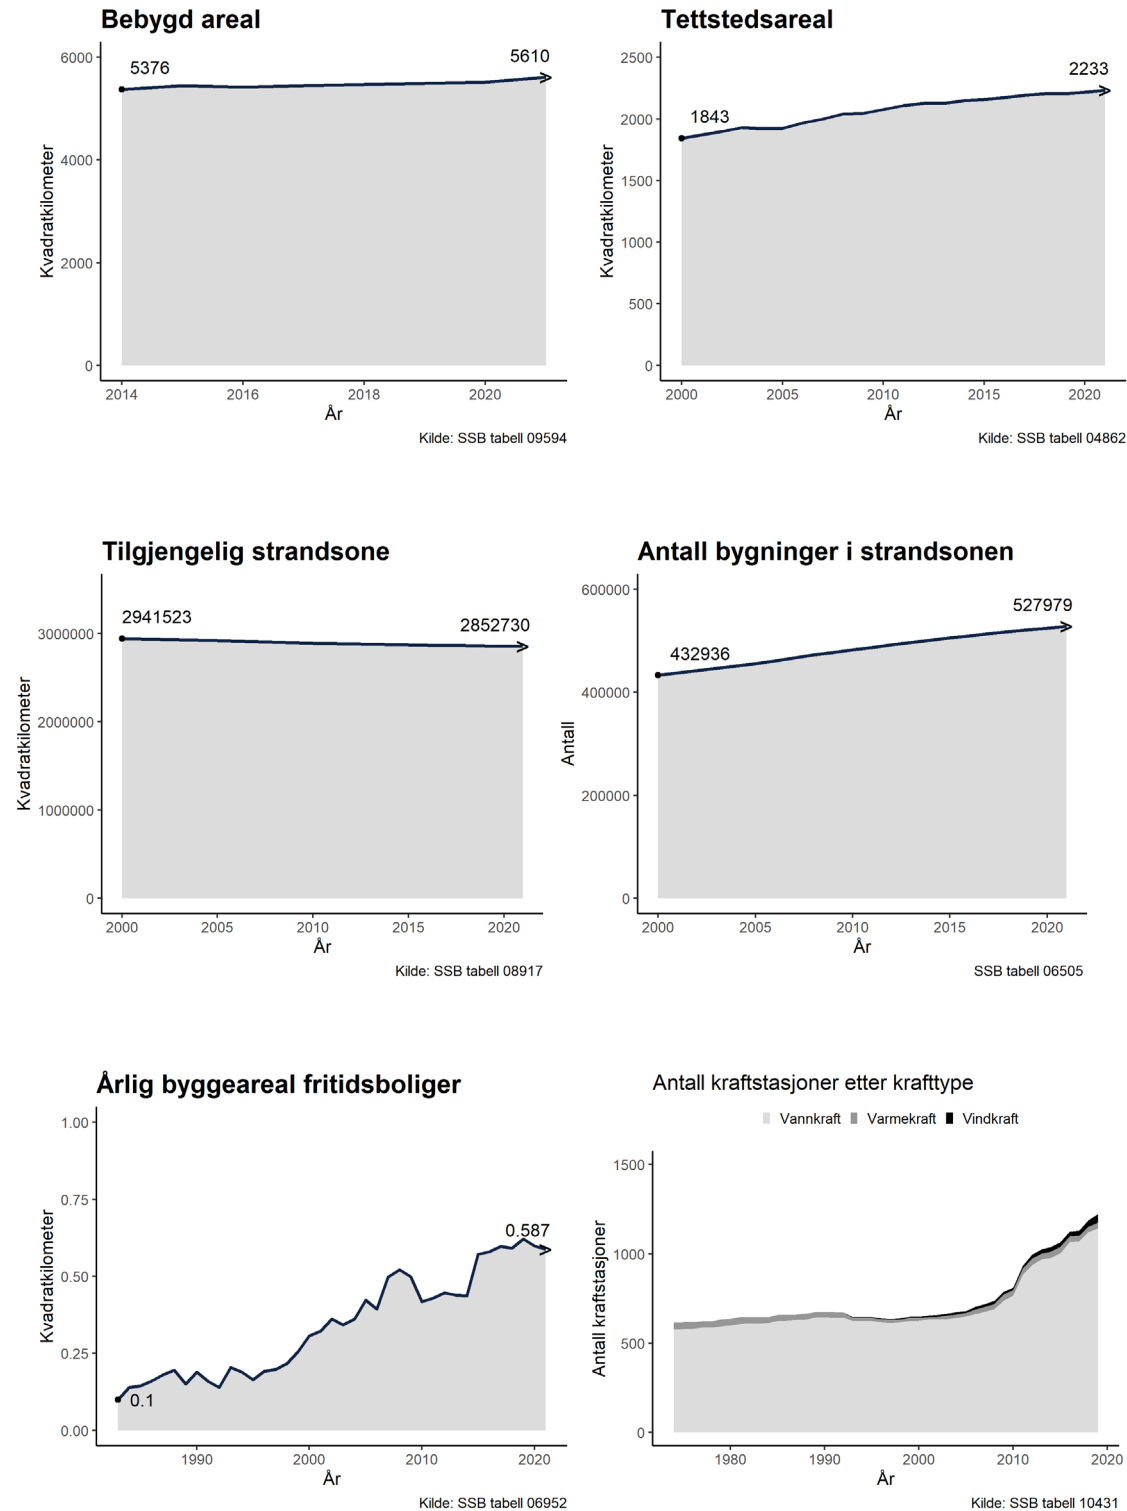 Bebygd areal
5376
5610
6000
4000
2000
0
Kvadratkilometer
2014 2016 2018 2020
År
Kilde: SSB tabell 09594
Tettstedsareal
1843
2233
2500
2000
1500
1000
500
0
Kvadratkilometer
2000 2005 2010 2015 2020
År
Kilde: SSB tabell 04862
Tilgjengelig strandsone
2941523
2852730
3000000
2000000
1000000
0
Kvadratkilometer
2000 2005 2010 2015 2020
År
Kilde: SSB tabell 08917
Antall bygninger i strandsonen
527979
432936
600000
400000
200000
0
Antall
2000 2005 2010 2015 2020
År
SSB tabell 06505
Årlig byggeareal fritidsboliger
0.587
0.1
1.00
0.75
0.50
0.25
0.00
Kvadratkilometer
1990 2000 2010 2020
År
Kilde: SSB tabell 06952
Antall kraftstasjoner etter krafttype
Vannkraft Varmekraft Vindkraft
1500
1000
500
0
Antall kraftstasjoner
1980 1990 2000 2010 2020
År
Kilde: SSB tabell 10431